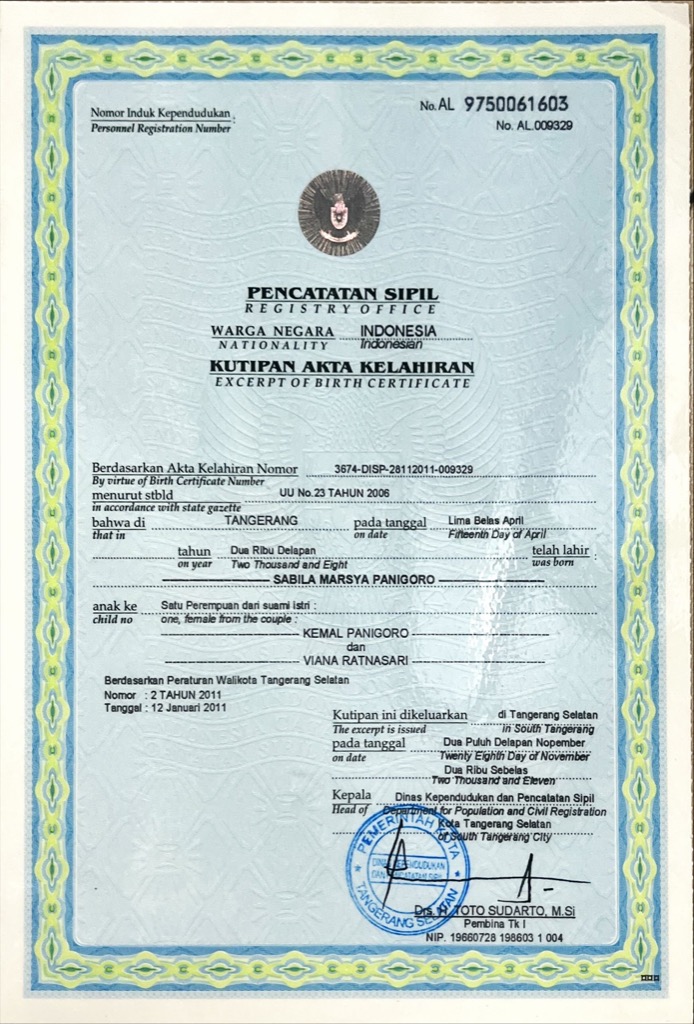 No. AL 9750061603
Nomor Induk Kependudukan :
Personnel Registration Number
No. AL.009329
PENCATATAN SIPIL
REGISTRY OFFICE
WARGA NEGARA INDONESIA
NATIONALITY Indonesian
KUTIPAN AKTA KELAHIRAN
EXCERPT OF BIRTH CERTIFICATE
Berdasarkan Akta Kelahiran Nomor 3674-DISP-28112011-009329
By virtue of Birth Certificate Number
menurut stbld UU No.23 TAHUN 2006
in accordance with state gazette
bahwa di TANGERANG pada tanggal Lima Belas April
that in on date Fifteenth Day of April
tahun Dua Ribu Delapan telah lahir :
on year Two Thousand and Eight was born
SABILA MARSYA PANIGORO
anak ke Satu Perempuan dari suami istri :
child no one, female from the couple :
KEMAL PANIGORO
dan
VIANA RATNASARI
Berdasarkan Peraturan Walikota Tangerang Selatan
Nomor : 2 TAHUN 2011
Tanggal : 12 Januari 2011
Kutipan ini dikeluarkan di Tangerang Selatan
The excerpt is issued in South Tangerang
pada tanggal Dua Puluh Delapan Nopember
on date Twenty Eighth Day of November
Dua Ribu Sebelas
Two Thousand and Eleven
Kepala Dinas Kependudukan dan Pencatatan Sipil
Head of Department for Population and Civil Registration
Kota Tangerang Selatan
of South Tangerang City
PEMERINTAH KOTA
DINAS KEPENDUDUKAN
DAN PENCATATAN SIPIL
TANGERANG SELATAN
Drs. H. TOTO SUDARTO, M.Si
Pembina Tk I
NIP. 19660728 198603 1 004